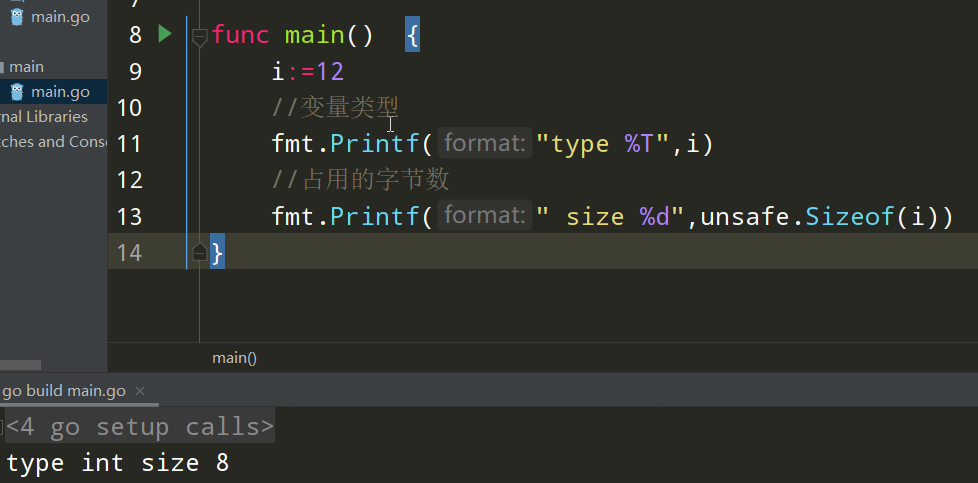 main.go
main
main.go
nal Libraries
ches and Conso
7
8 func main() {
9 i:=12
10 //变量类型
11 fmt.Printf( format: "type %T",i)
12 //占用的字节数
13 fmt.Printf( format: " size %d",unsafe.Sizeof(i))
14 }
main()
go build main.go ×
<4 go setup calls>
type int size 8